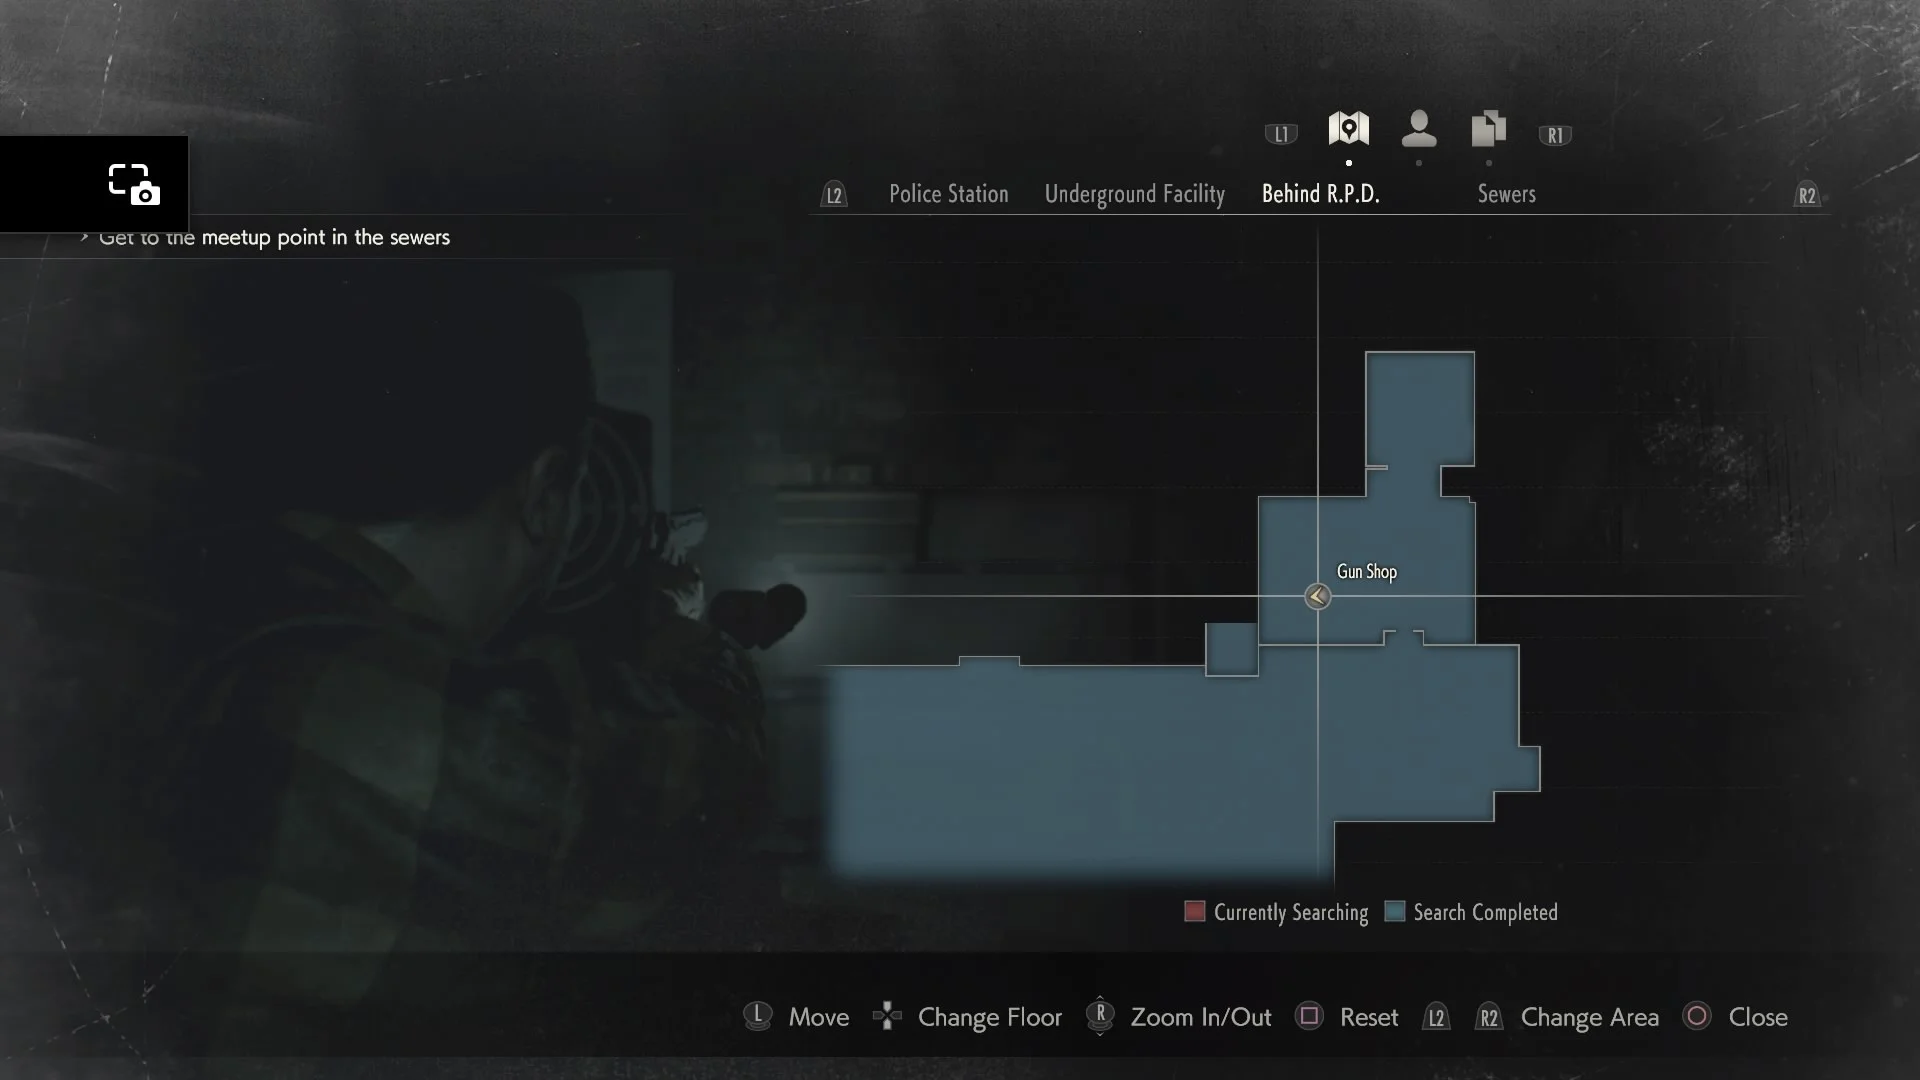 L1 R1
L2 Police Station Underground Facility Behind R.P.D. Sewers R2
> Get to the meetup point in the sewers
Gun Shop
Currently Searching Search Completed
L Move Change Floor R Zoom In/Out Reset L2 R2 Change Area Close